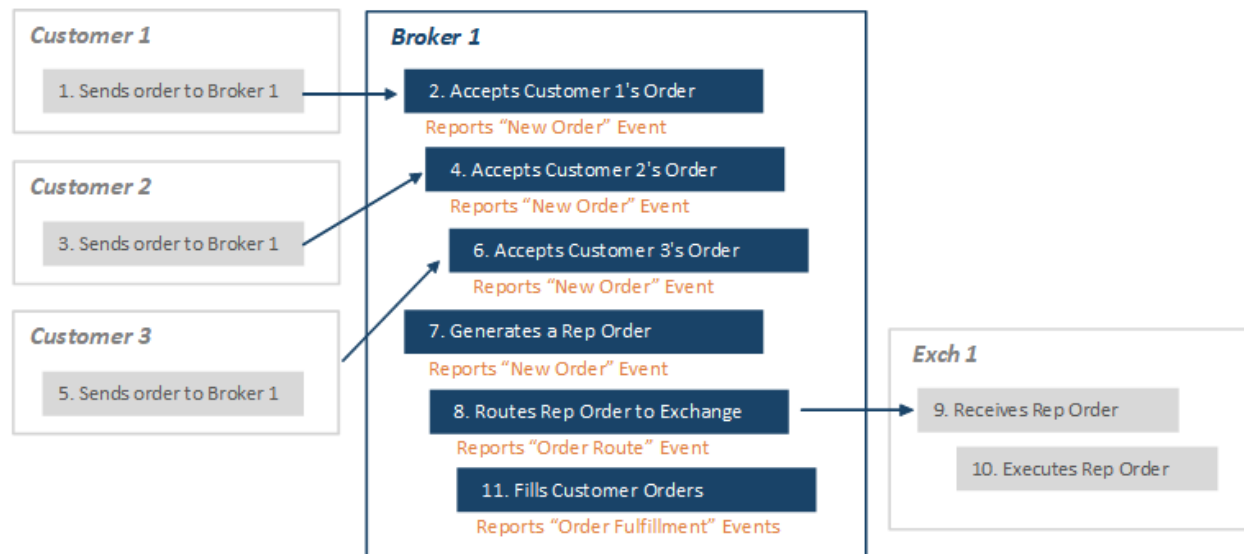 Customer 1
1. Sends order to Broker 1
Customer 2
3. Sends order to Broker 1
Customer 3
5. Sends order to Broker 1
Broker 1
2. Accepts Customer 1's Order
Reports “New Order” Event
4. Accepts Customer 2's Order
Reports “New Order” Event
6. Accepts Customer 3's Order
Reports “New Order” Event
7. Generates a Rep Order
Reports “New Order” Event
8. Routes Rep Order to Exchange
Reports “Order Route” Event
11. Fills Customer Orders
Reports “Order Fulfillment” Events
Exch 1
9. Receives Rep Order
10. Executes Rep Order